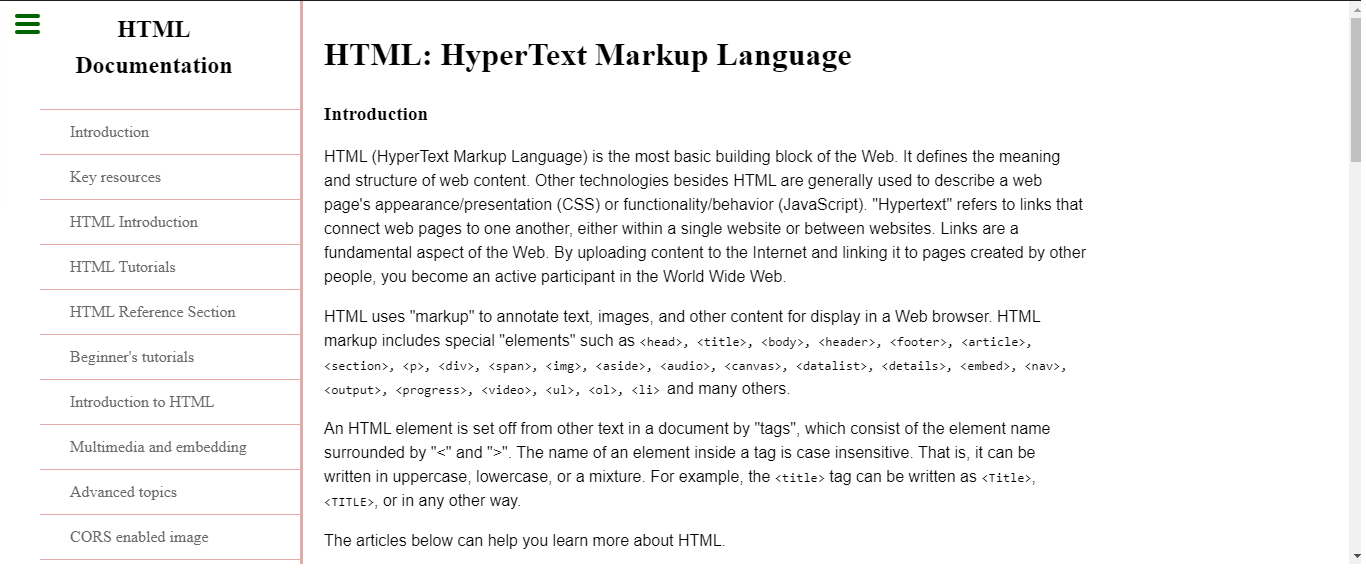 HTML
Documentation
Introduction
Key resources
HTML Introduction
HTML Tutorials
HTML Reference Section
Beginner's tutorials
Introduction to HTML
Multimedia and embedding
Advanced topics
CORS enabled image
HTML: HyperText Markup Language
Introduction
HTML (HyperText Markup Language) is the most basic building block of the Web. It defines the meaning
and structure of web content. Other technologies besides HTML are generally used to describe a web
page's appearance/presentation (CSS) or functionality/behavior (JavaScript). "Hypertext" refers to links that
connect web pages to one another, either within a single website or between websites. Links are a
fundamental aspect of the Web. By uploading content to the Internet and linking it to pages created by other
people, you become an active participant in the World Wide Web.
HTML uses "markup" to annotate text, images, and other content for display in a Web browser. HTML
markup includes special "elements" such as <head>, <title>, <body>, <header>, <footer>, <article>,
<section>, <p>, <div>, <span>, <img>, <aside>, <audio>, <canvas>, <datalist>, <details>, <embed>, <nav>,
<output>, <progress>, <video>, <ul>, <ol>, <li> and many others.
An HTML element is set off from other text in a document by "tags", which consist of the element name
surrounded by "<" and ">". The name of an element inside a tag is case insensitive. That is, it can be
written in uppercase, lowercase, or a mixture. For example, the <title> tag can be written as <Title>,
<TITLE>, or in any other way.
The articles below can help you learn more about HTML.